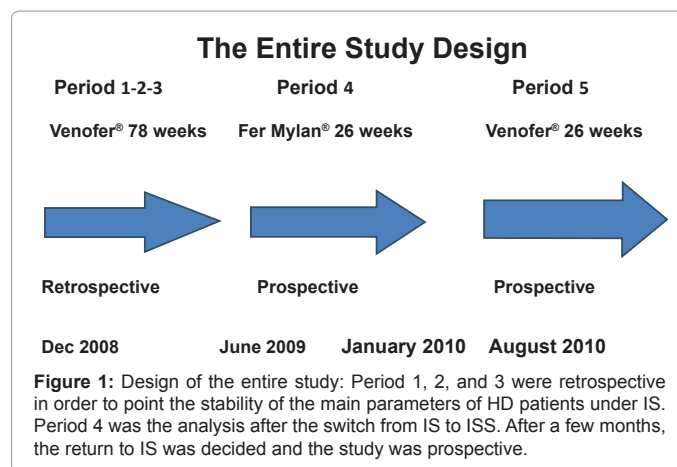 The Entire Study Design
Period 1-2-3 Period 4 Period 5
Venofer® 78 weeks Fer Mylan® 26 weeks Venofer® 26 weeks
Retrospective Prospective Prospective
Dec 2008 June 2009 January 2010 August 2010
Figure 1: Design of the entire study: Period 1, 2, and 3 were retrospective
in order to point the stability of the main parameters of HD patients under IS.
Period 4 was the analysis after the switch from IS to ISS. After a few months,
the return to IS was decided and the study was prospective.